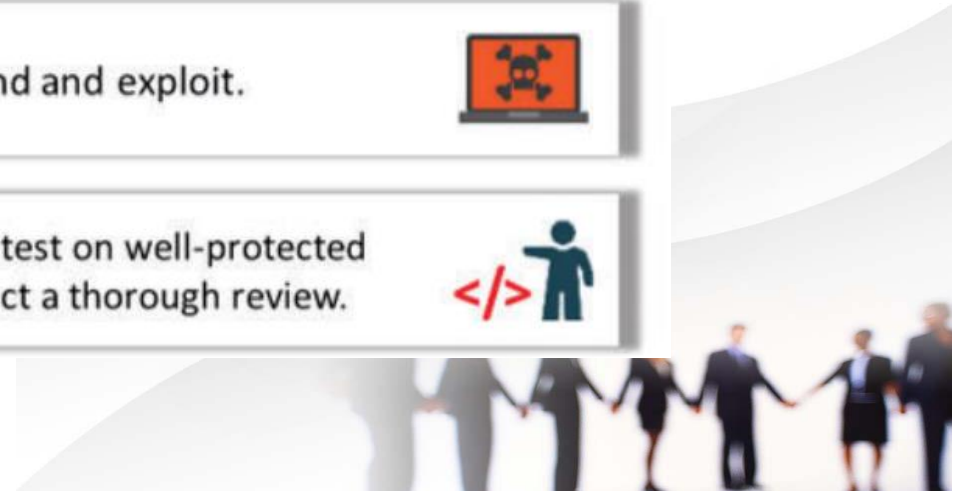 nd and exploit.
test on well-protected
ct a thorough review.
</>